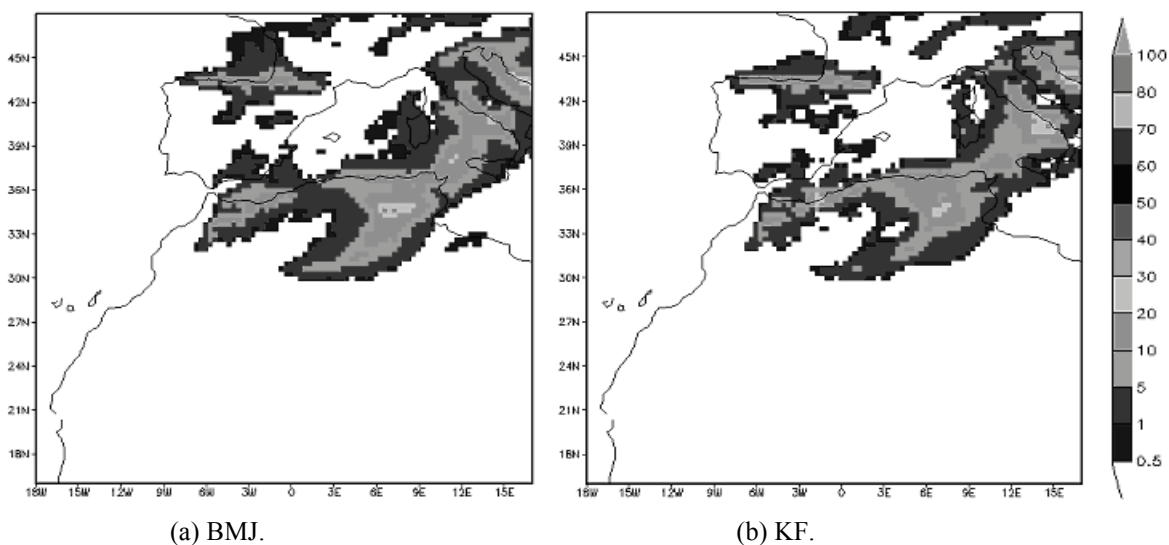 45N
42N
39N
36N
33N
30N
27N
24N
21N
18N
18W 15W 12W 9W 6W 3W 0 3E 6E 9E 12E 15E
(a) BMJ.
45N
42N
39N
36N
33N
30N
27N
24N
21N
18N
18W 15W 12W 9W 6W 3W 0 3E 6E 9E 12E 15E
(b) KF.
100
80
70
60
50
40
30
20
10
5
1
0.5